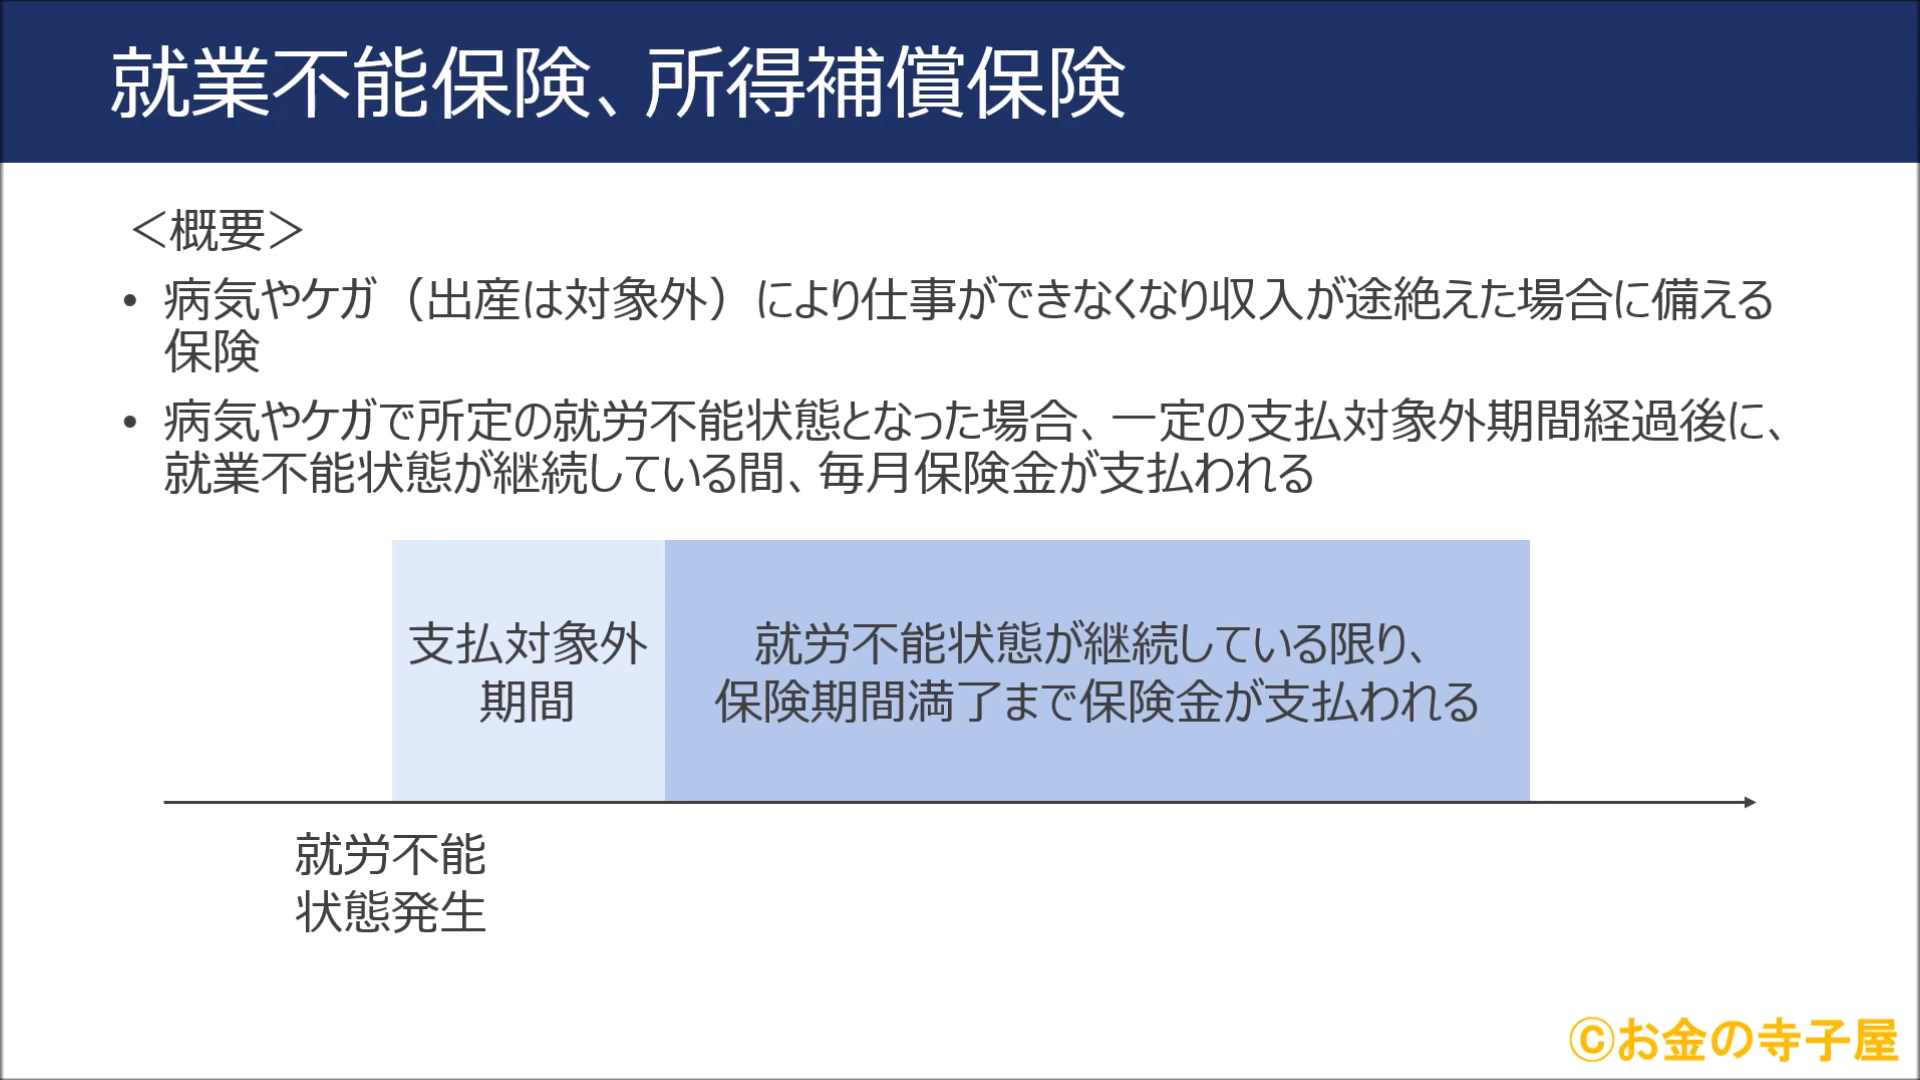 就業不能保険、所得補償保険
＜概要＞
• 病気やケガ（出産は対象外）により仕事ができなくなり収入が途絶えた場合に備える
保険
• 病気やケガで所定の就労不能状態となった場合、一定の支払対象外期間経過後に、
就業不能状態が継続している間、毎月保険金が支払われる
支払対象外
期間
就労不能状態が継続している限り、
保険期間満了まで保険金が支払われる
就労不能
状態発生
©お金の寺子屋